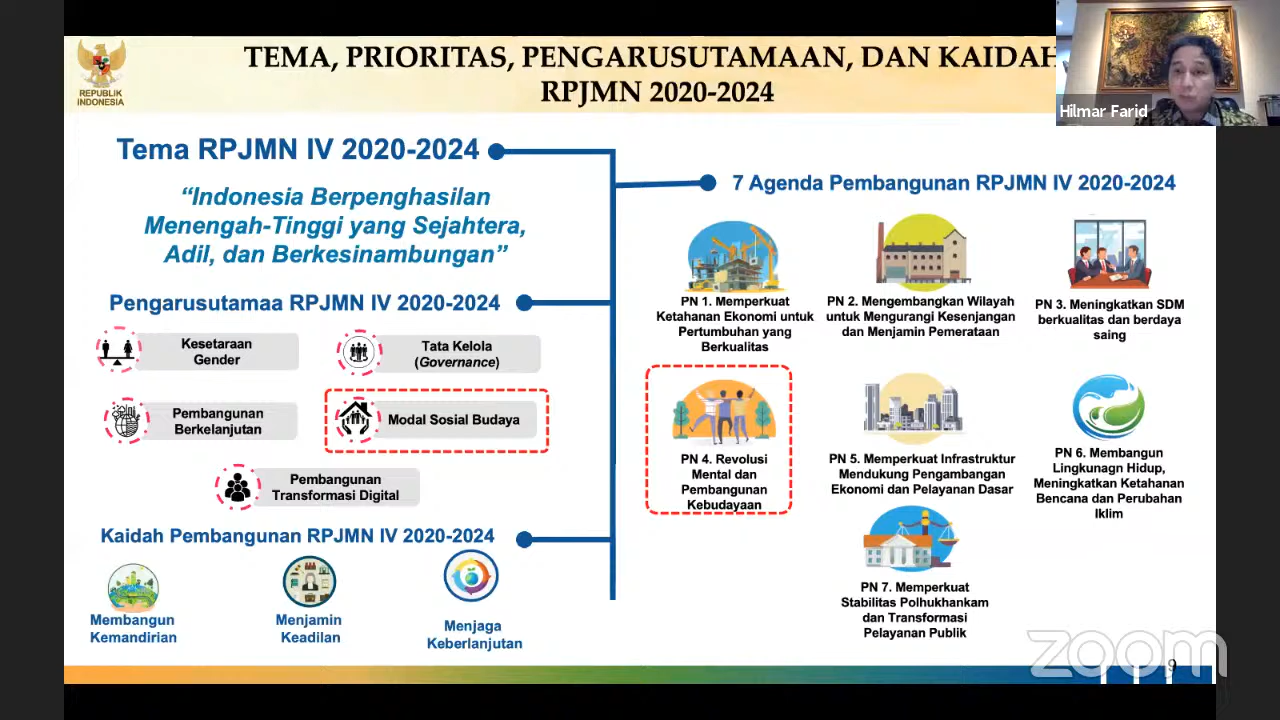 REPUBLIK
INDONESIA
TEMA, PRIORITAS, PENGARUSUTAMAAN, DAN KAIDAH
RPJMN 2020-2024
Hilmar Farid
Tema RPJMN IV 2020-2024
“Indonesia Berpenghasilan
Menengah-Tinggi yang Sejahtera,
Adil, dan Berkesinambungan”
Pengarusutamaa RPJMN IV 2020-2024
Kesetaraan
Gender
Tata Kelola
(Governance)
Pembangunan
Berkelanjutan
Modal Sosial Budaya
Pembangunan
Transformasi Digital
Kaidah Pembangunan RPJMN IV 2020-2024
Membangun
Kemandirian
Menjamin
Keadilan
Menjaga
Keberlanjutan
7 Agenda Pembangunan RPJMN IV 2020-2024
PN 1. Memperkuat
Ketahanan Ekonomi untuk
Pertumbuhan yang
Berkualitas
PN 2. Mengembangkan Wilayah
untuk Mengurangi Kesenjangan
dan Menjamin Pemerataan
PN 3. Meningkatkan SDM
berkualitas dan berdaya
saing
PN 4. Revolusi
Mental dan
Pembangunan
Kebudayaan
PN 5. Memperkuat Infrastruktur
Mendukung Pengambangan
Ekonomi dan Pelayanan Dasar
PN 6. Membangun
Lingkunagn Hidup,
Meningkatkan Ketahanan
Bencana dan Perubahan
Iklim
PN 7. Memperkuat
Stabilitas Polhukhankam
dan Transformasi
Pelayanan Publik
zoom
9